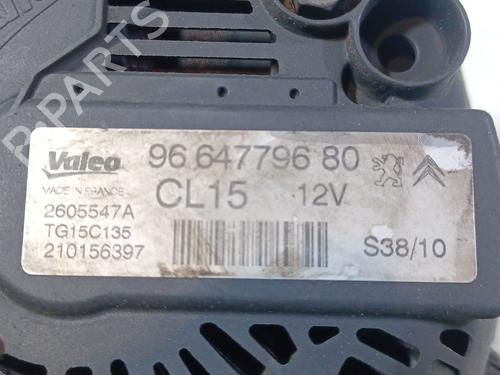 B-PARTS
Valeo
96 647796 80
MADE IN FRANCE
CL15 12V
2605547A
TG15C135
210156397
S38/10